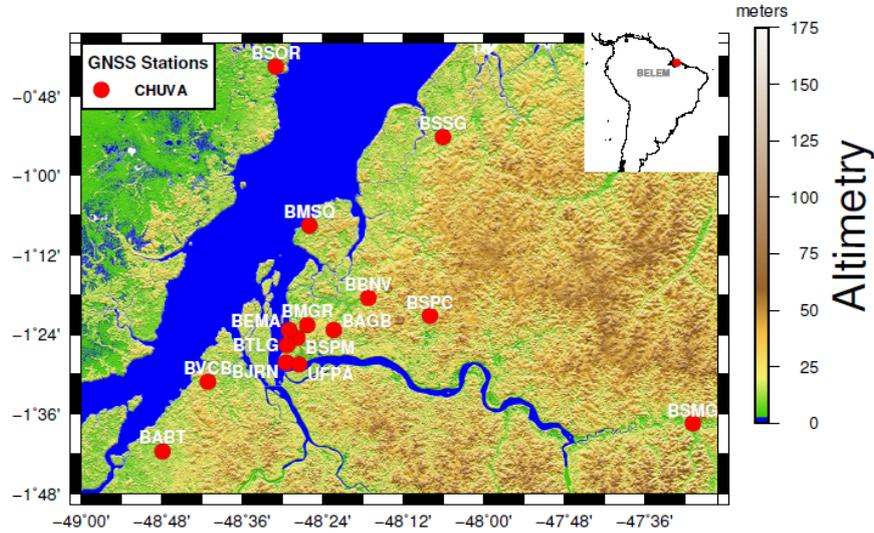 meters
GNSS Stations
CHUVA
BELEM
BSOR
BSSG
BMSQ
BBNV
BSPC
BMGR
BEMA
BAGB
BTLG
BSPM
BVCB
BJRN
UFPA
BSMG
BABT
−0˚48'
−1˚00'
−1˚12'
−1˚24'
−1˚36'
−1˚48'
−49˚00'
−48˚48'
−48˚36'
−48˚24'
−48˚12'
−48˚00'
−47˚48'
−47˚36'
175
150
125
100
75
50
25
0
Altimetry